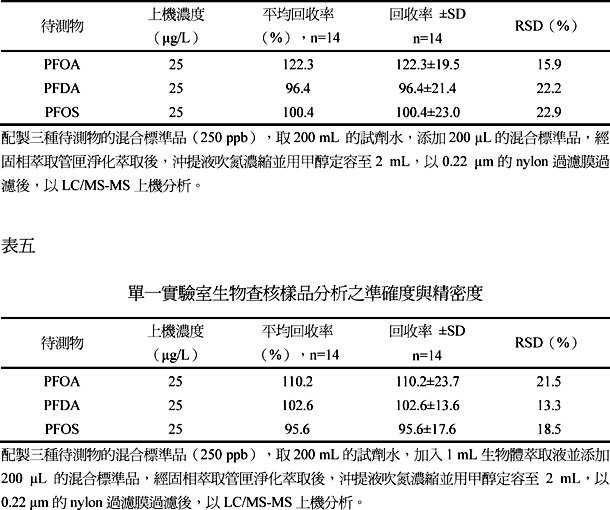 待測物 上機濃度 平均回收率 回收率 ±SD RSD（%）
（μg/L） （%），n=14 n=14
PFOA 25 122.3 122.3±19.5 15.9
PFDA 25 96.4 96.4±21.4 22.2
PFOS 25 100.4 100.4±23.0 22.9
配製三種待測物的混合標準品（250 ppb），取 200 mL 的試劑水，添加 200 μL 的混合標準品，經
固相萃取管匣淨化萃取後，沖提液吹氮濃縮並用甲醇定容至 2 mL，以 0.22 μm 的 nylon 過濾膜過
濾後，以 LC/MS-MS 上機分析。
表五
單一實驗室生物查核樣品分析之準確度與精密度
待測物 上機濃度 平均回收率 回收率 ±SD RSD（%）
（μg/L） （%），n=14 n=14
PFOA 25 110.2 110.2±23.7 21.5
PFDA 25 102.6 102.6±13.6 13.3
PFOS 25 95.6 95.6±17.6 18.5
配製三種待測物的混合標準品（250 ppb），取 200 mL 的試劑水，加入 1 mL 生物體萃取液並添加
200 μL 的混合標準品，經固相萃取管匣淨化萃取後，沖提液吹氮濃縮並用甲醇定容至 2 mL，以
0.22 μm 的 nylon 過濾膜過濾後，以 LC/MS-MS 上機分析。